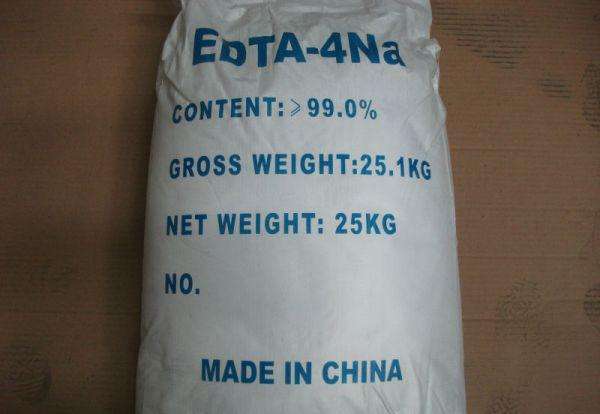 EDTA-4Na
CONTENT:⩾99.0%
GROSS WEIGHT:25.1KG
NET WEIGHT: 25KG
NO.
MADE IN CHINA